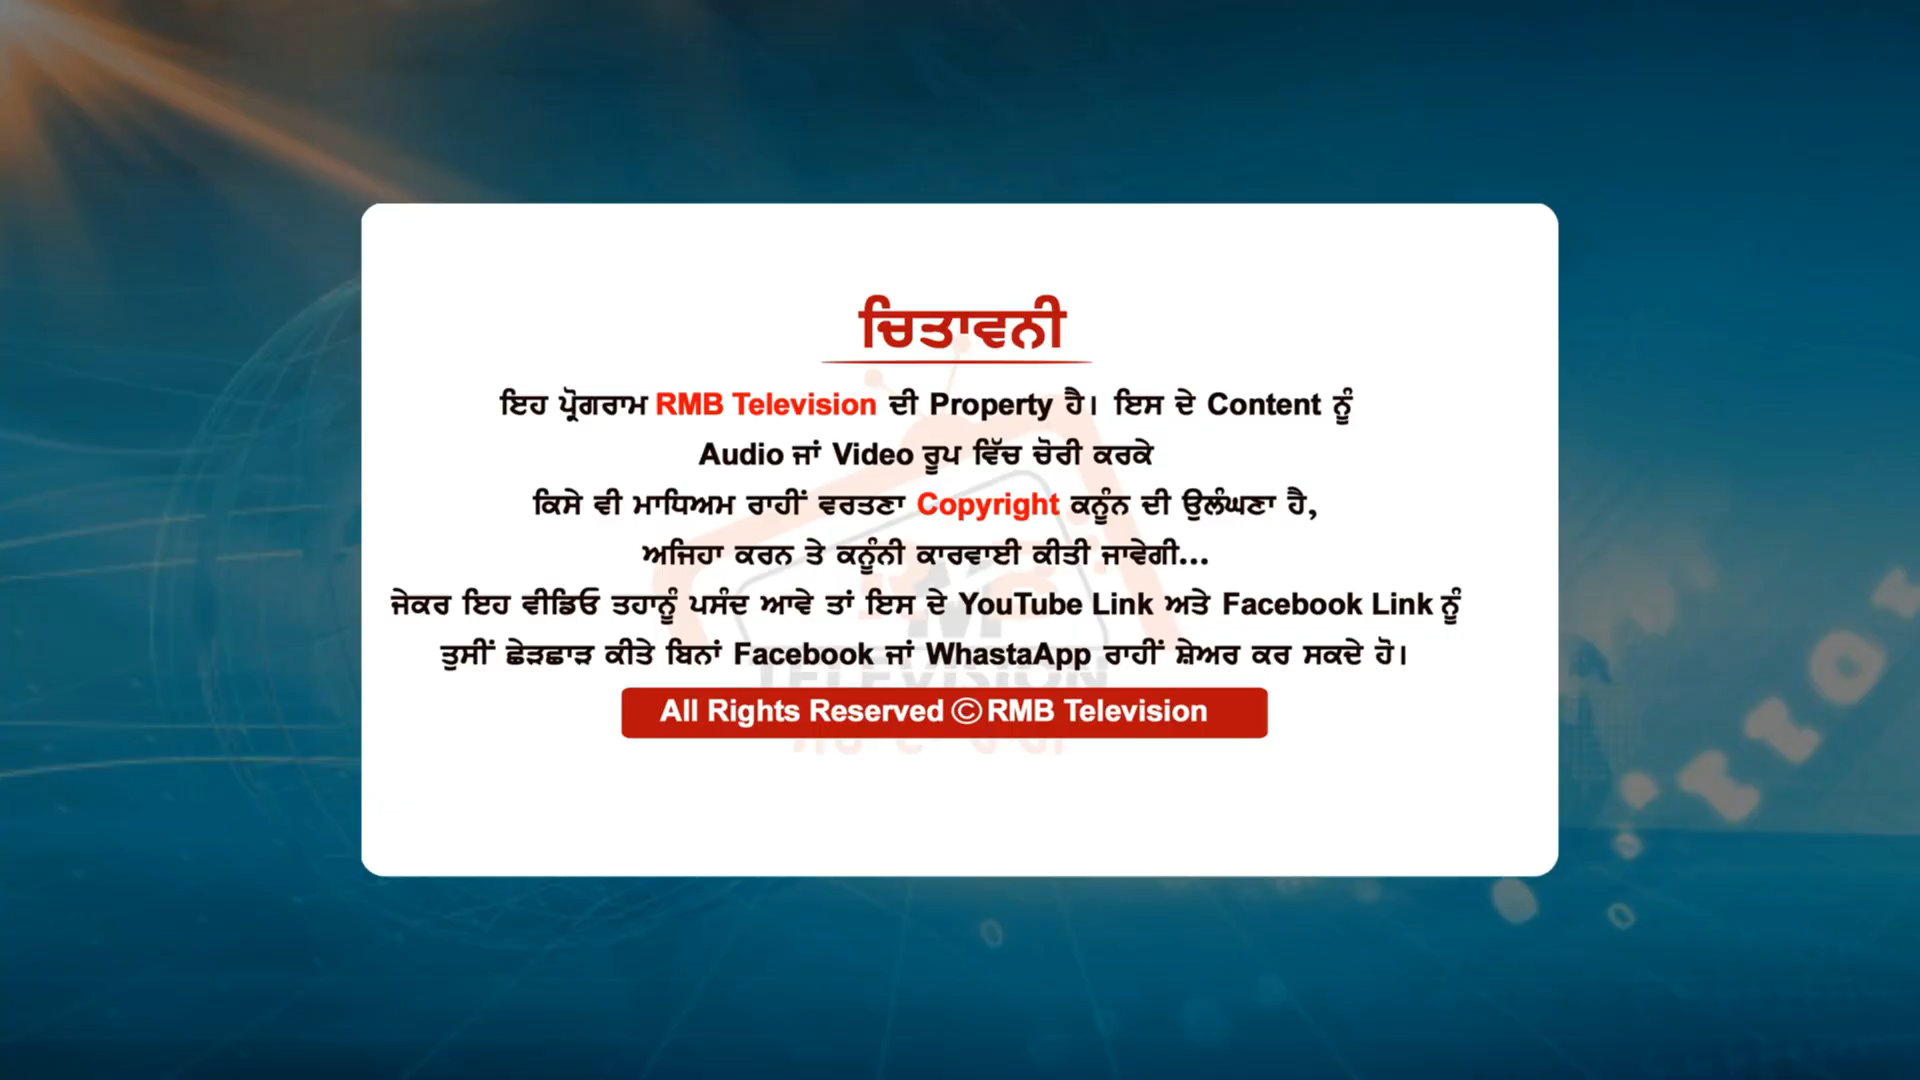 ਚਿਤਾਵਨੀ
ਇਹ ਪ੍ਰੋਗਰਾਮ RMB Television ਦੀ Property ਹੈ। ਇਸ ਦੇ Content ਨੂੰ
Audio ਜਾਂ Video ਰੂਪ ਵਿੱਚ ਚੋਰੀ ਕਰਕੇ
ਕਿਸੇ ਵੀ ਮਾਧਿਅਮ ਰਾਹੀਂ ਵਰਤਣਾ Copyright ਕਨੂੰਨ ਦੀ ਉਲੰਘਣਾ ਹੈ,
ਅਜਿਹਾ ਕਰਨ ਤੇ ਕਨੂੰਨੀ ਕਾਰਵਾਈ ਕੀਤੀ ਜਾਵੇਗੀ...
ਜੇਕਰ ਇਹ ਵੀਡਿਓ ਤਹਾਨੂੰ ਪਸੰਦ ਆਵੇ ਤਾਂ ਇਸ ਦੇ YouTube Link ਅਤੇ Facebook Link ਨੂੰ
ਤੁਸੀਂ ਛੇੜਛਾੜ ਕੀਤੇ ਬਿਨਾਂ Facebook ਜਾਂ WhastaApp ਰਾਹੀਂ ਸ਼ੇਅਰ ਕਰ ਸਕਦੇ ਹੋ।
TELEVISION
All Rights Reserved © RMB Television